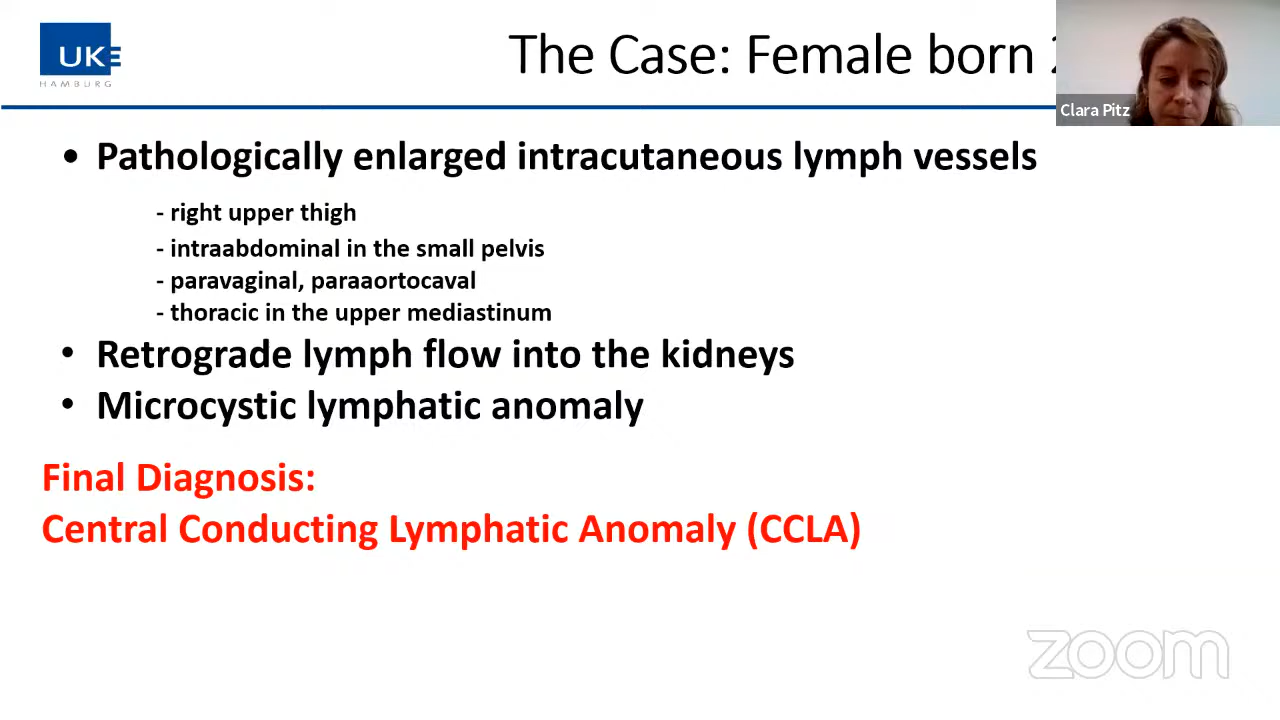 UKE
HAMBURG
The Case: Female born
Clara Pitz
• Pathologically enlarged intracutaneous lymph vessels
- right upper thigh
- intraabdominal in the small pelvis
- paravaginal, paraaortocaval
- thoracic in the upper mediastinum
• Retrograde lymph flow into the kidneys
• Microcystic lymphatic anomaly
Final Diagnosis:
Central Conducting Lymphatic Anomaly (CCLA)
zoom